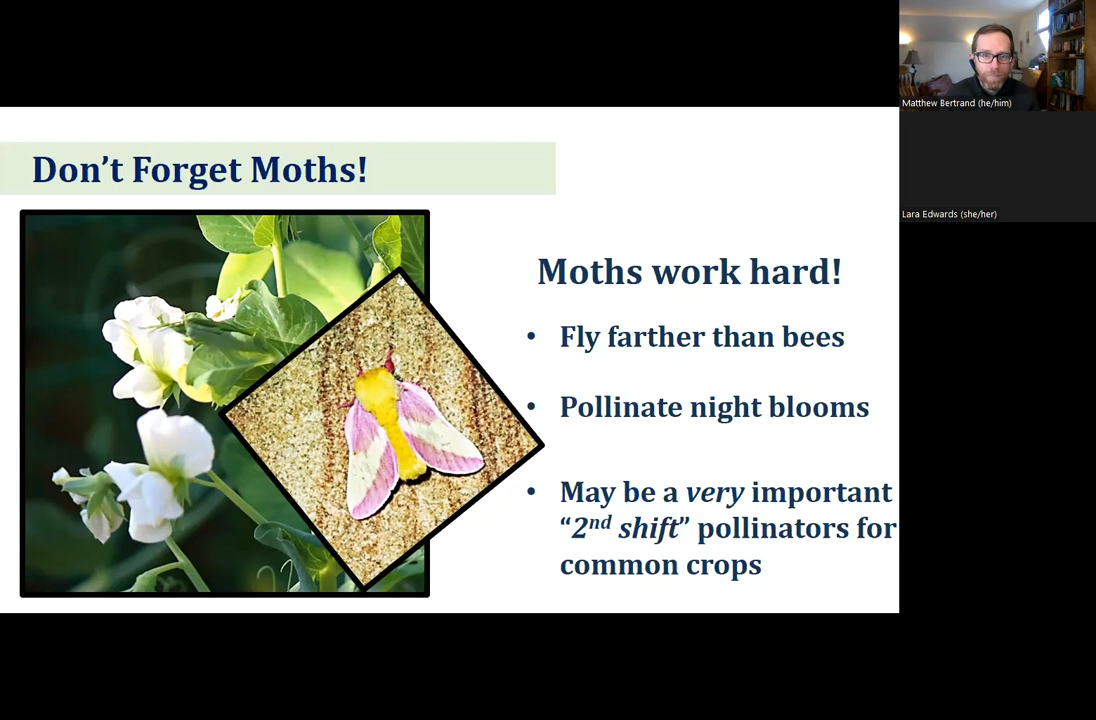 Don’t Forget Moths!
Moths work hard!
• Fly farther than bees
• Pollinate night blooms
• May be a very important
“2nd shift” pollinators for
common crops
Matthew Bertrand (he/him)
Lara Edwards (she/her)